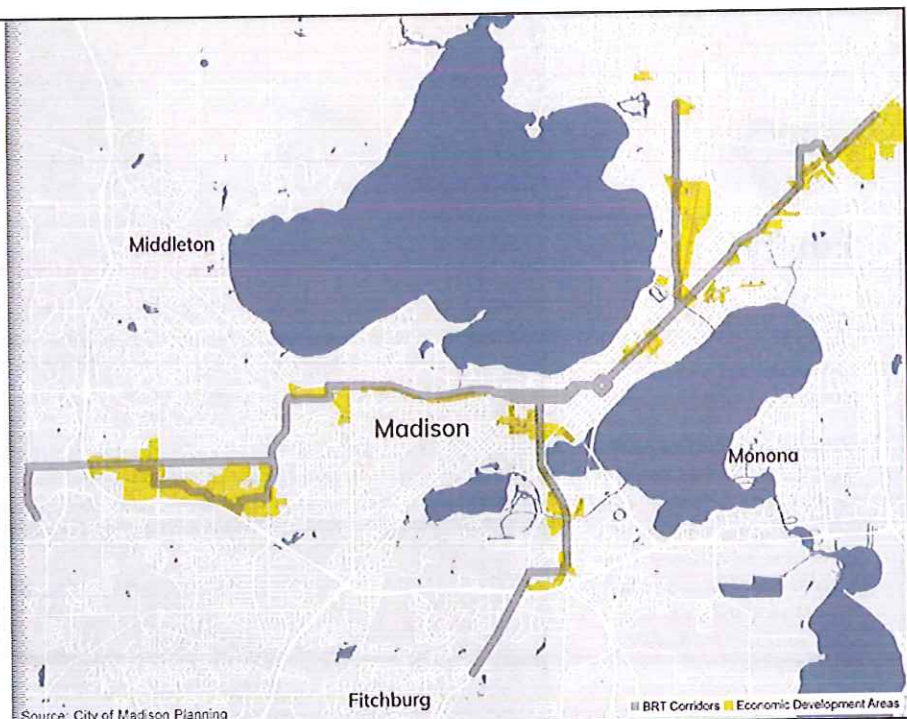 Middleton
Madison
Monona
Fitchburg
Source: City of Madison Planning
BRT Corridors Economic Development Areas